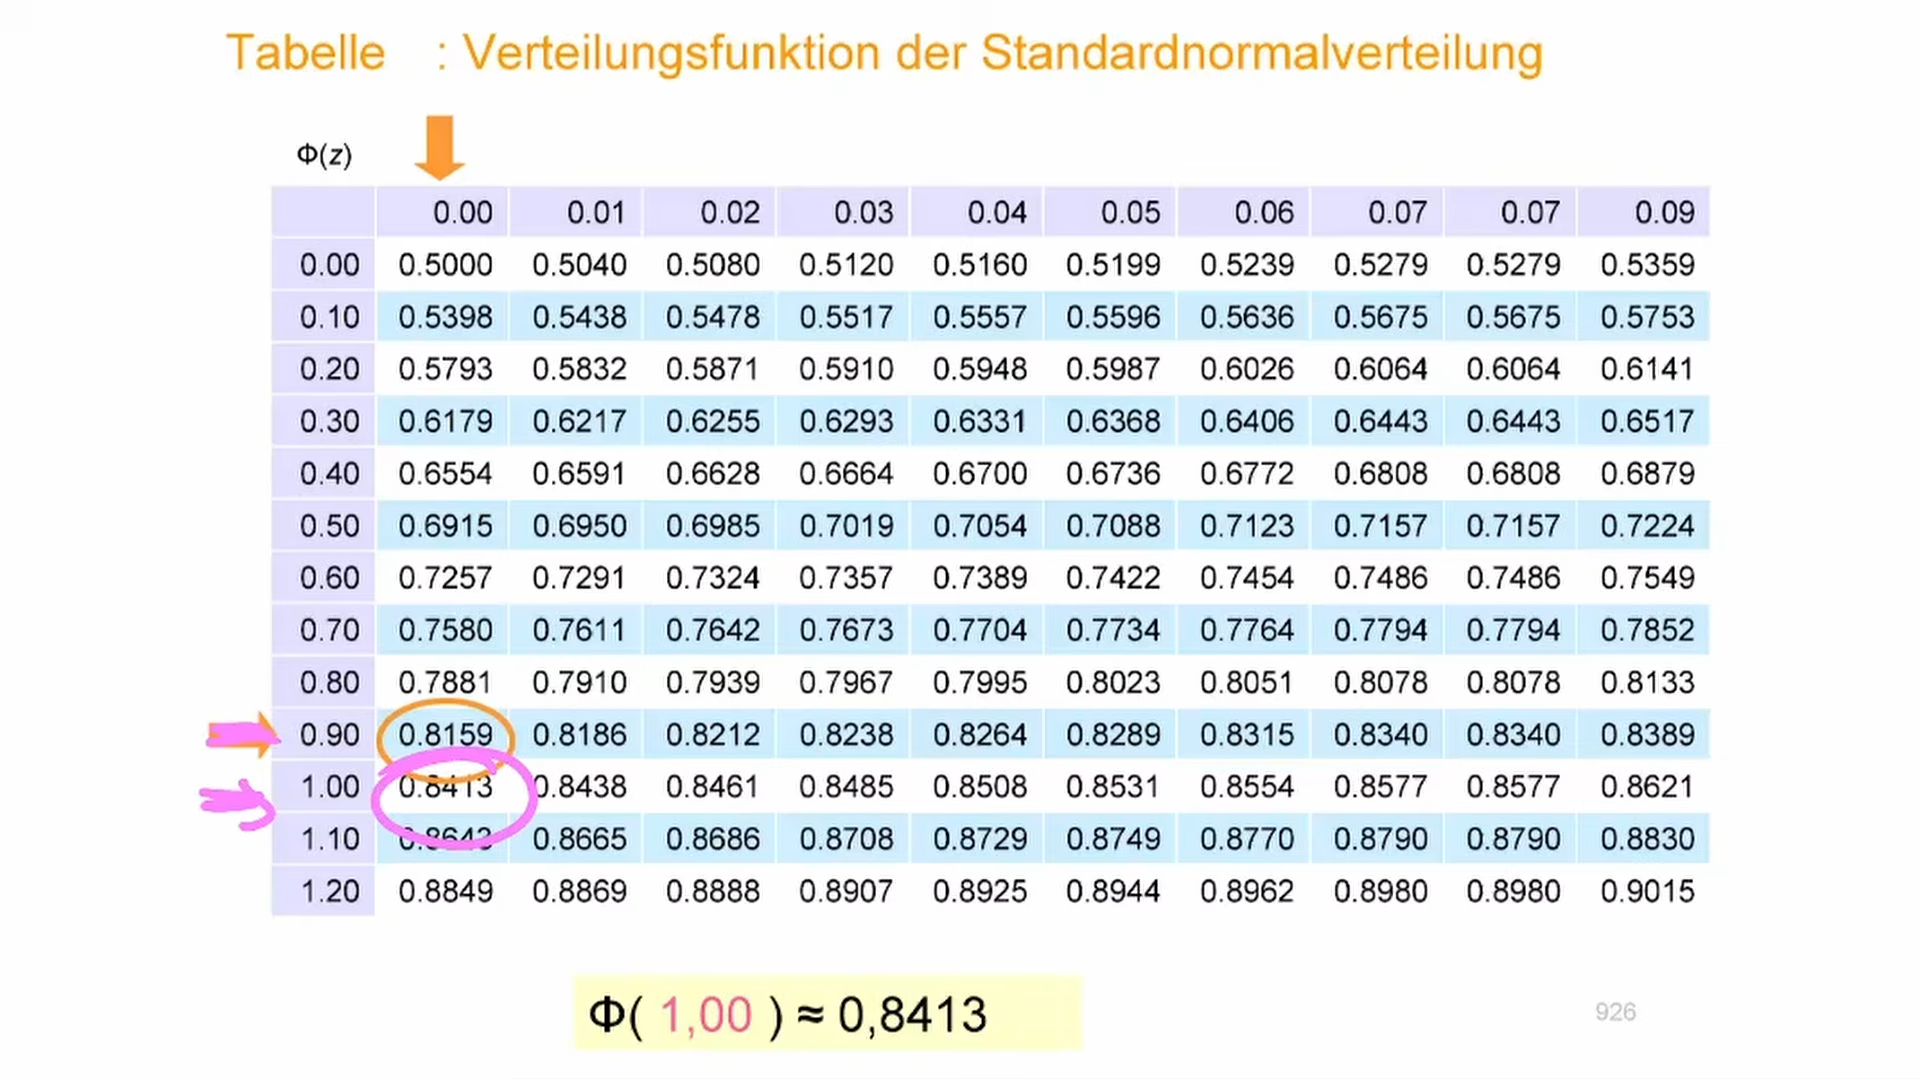 Tabelle : Verteilungsfunktion der Standardnormalverteilung
Φ(z)
0.00 0.01 0.02 0.03 0.04 0.05 0.06 0.07 0.07 0.09
0.00 0.5000 0.5040 0.5080 0.5120 0.5160 0.5199 0.5239 0.5279 0.5279 0.5359
0.10 0.5398 0.5438 0.5478 0.5517 0.5557 0.5596 0.5636 0.5675 0.5675 0.5753
0.20 0.5793 0.5832 0.5871 0.5910 0.5948 0.5987 0.6026 0.6064 0.6064 0.6141
0.30 0.6179 0.6217 0.6255 0.6293 0.6331 0.6368 0.6406 0.6443 0.6443 0.6517
0.40 0.6554 0.6591 0.6628 0.6664 0.6700 0.6736 0.6772 0.6808 0.6808 0.6879
0.50 0.6915 0.6950 0.6985 0.7019 0.7054 0.7088 0.7123 0.7157 0.7157 0.7224
0.60 0.7257 0.7291 0.7324 0.7357 0.7389 0.7422 0.7454 0.7486 0.7486 0.7549
0.70 0.7580 0.7611 0.7642 0.7673 0.7704 0.7734 0.7764 0.7794 0.7794 0.7852
0.80 0.7881 0.7910 0.7939 0.7967 0.7995 0.8023 0.8051 0.8078 0.8078 0.8133
0.90 0.8159 0.8186 0.8212 0.8238 0.8264 0.8289 0.8315 0.8340 0.8340 0.8389
1.00 0.8413 0.8438 0.8461 0.8485 0.8508 0.8531 0.8554 0.8577 0.8577 0.8621
1.10 0.8643 0.8665 0.8686 0.8708 0.8729 0.8749 0.8770 0.8790 0.8790 0.8830
1.20 0.8849 0.8869 0.8888 0.8907 0.8925 0.8944 0.8962 0.8980 0.8980 0.9015
Φ( 1,00 ) ≈ 0,8413
926